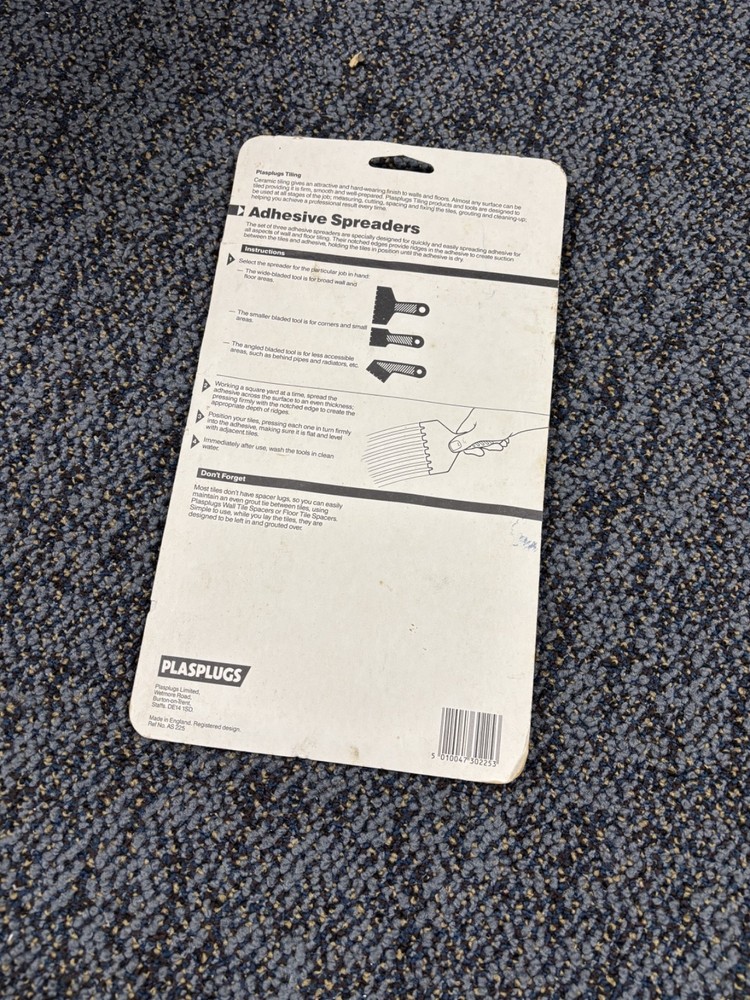 Plasplugs Tiling
Ceramic tiling gives an attractive and hard-wearing finish to walls and floors. Almost any surface can be
tiled providing it is firm, smooth and well-prepared. Plasplugs Tiling products and tools are designed to
be used at all stages of the job; measuring, cutting, spacing and fixing the tiles, grouting and cleaning up;
helping you achieve a professional result every time.
Adhesive Spreaders
The set of three adhesive spreaders are specially designed for quickly and easily spreading adhesive for
all aspects of wall and floor tiling. Their notched edges provide ridges in the adhesive to create suction
between the tiles and adhesive, holding the tiles in position until the adhesive is dry.
Instructions
1 Select the spreader for the particular job in hand:
— The wide-bladed tool is for broad wall and
floor areas.
— The smaller bladed tool is for corners and small
areas.
— The angled bladed tool is for less accessible
areas, such as behind pipes and radiators, etc.
2 Working a square yard at a time, spread the
adhesive across the surface to an even thickness;
pressing firmly with the notched edge to create the
appropriate depth of ridges.
3 Position your tiles, pressing each one in turn firmly
into the adhesive, making sure it is flat and level
with adjacent tiles.
4 Immediately after use, wash the tools in clean
water.
Don't Forget
Most tiles don't have spacer lugs, so you can easily
maintain an even grout tie between tiles, using
Plasplugs Wall Tile Spacers or Floor Tile Spacers.
Simple to use, while you lay the tiles, they are
designed to be left in and grouted over.
PLASPLUGS
Plasplugs Limited,
Wetmore Road,
Burton-on-Trent,
Staffs. DE14 1SD.
Made in England. Registered design.
Ref No. AS 225
5 010047 302253